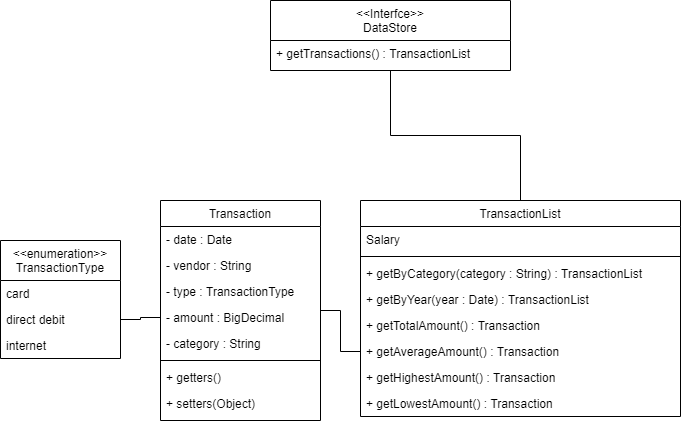 <<Interfce>>
DataStore
+ getTransactions() : TransactionList
Transaction
- date : Date
- vendor : String
- type : TransactionType
- amount : BigDecimal
- category : String
+ getters()
+ setters(Object)
<<enumeration>>
TransactionType
card
direct debit
internet
TransactionList
Salary
+ getByCategory(category : String) : TransactionList
+ getByYear(year : Date) : TransactionList
+ getTotalAmount() : Transaction
+ getAverageAmount() : Transaction
+ getHighestAmount() : Transaction
+ getLowestAmount() : Transaction